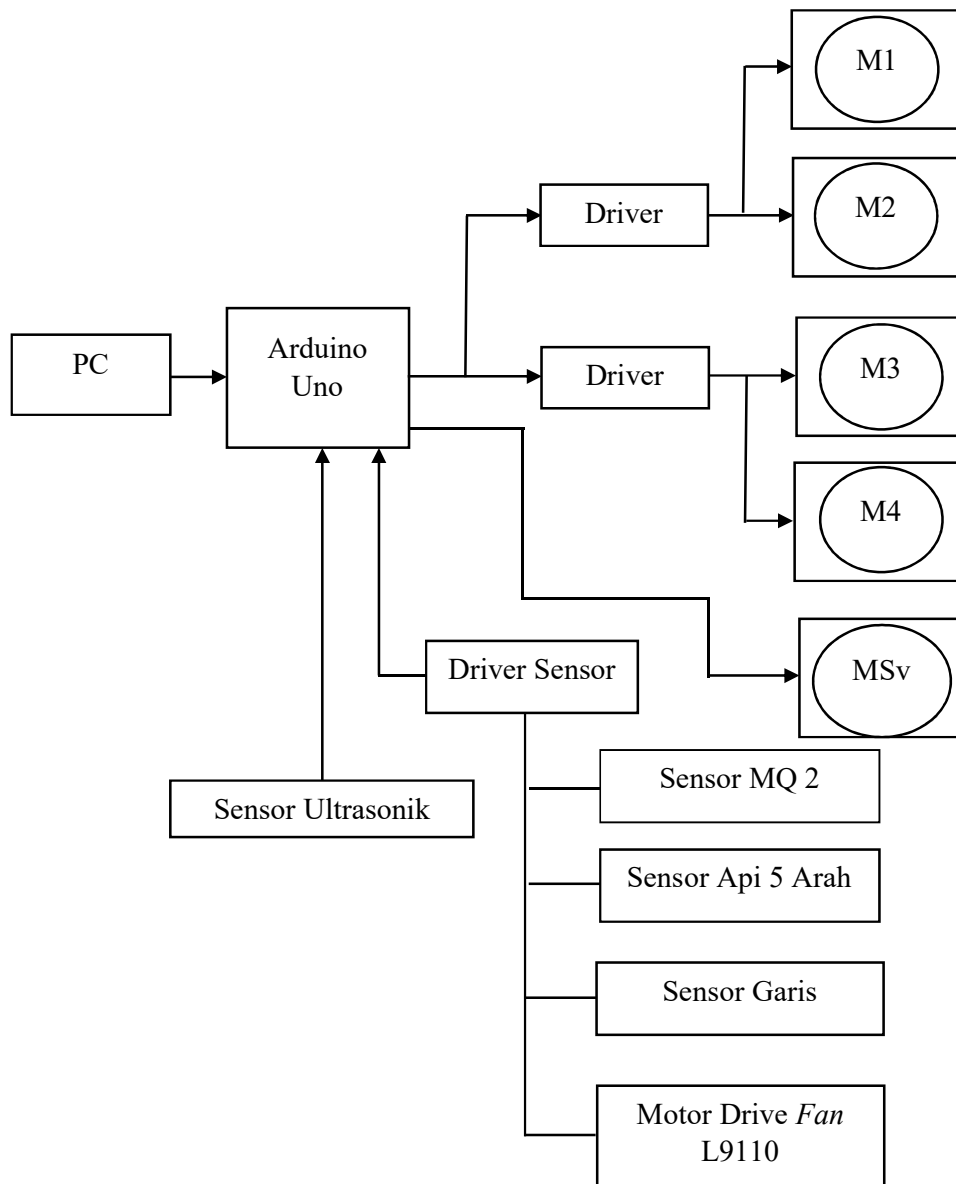 M1
M2
Driver
PC
Arduino
Uno
Driver
M3
M4
Driver Sensor
MSv
Sensor Ultrasonik
Sensor MQ 2
Sensor Api 5 Arah
Sensor Garis
Motor Drive Fan
L9110